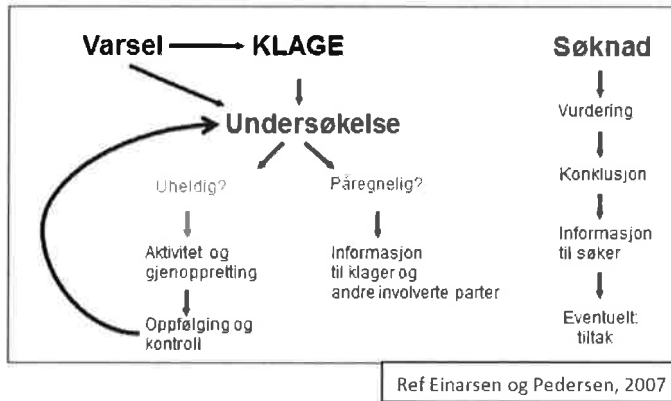 Varsel
KLAGE
Søknad
Undersøkelse
Vurdering
Uheldig?
Påregnelig?
Konklusjon
Aktivitet og
gjenoppretting
Informasjon
til klager og
andre involverte parter
Informasjon
til søker
Oppfølging og
kontroll
Eventuelt:
tiltak
Ref Einarsen og Pedersen, 2007